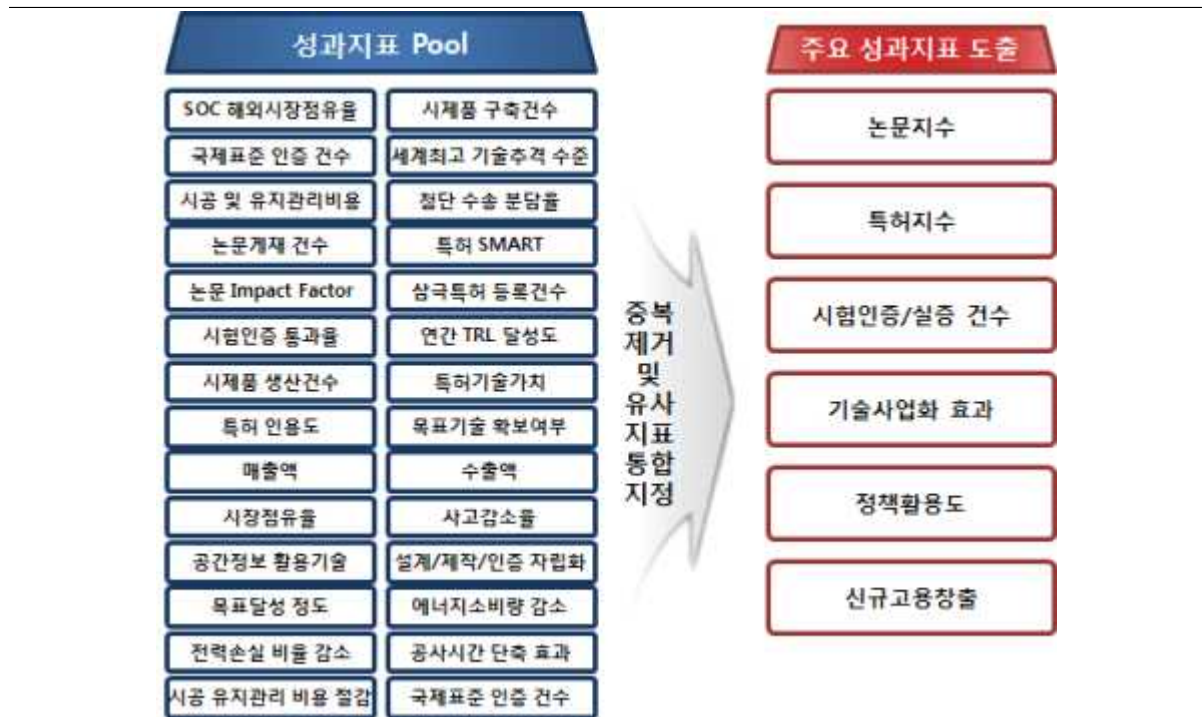 성과지표 Pool
SOC 해외시장점유율
시제품 구축건수
국제표준 인증 건수
세계최고 기술추격 수준
시공 및 유지관리비용
첨단 수송 분담율
논문게재 건수
특허 SMART
논문 Impact Factor
삼극특허 등록건수
시험인증 통과율
연간 TRL 달성도
시제품 생산건수
특허기술가치
특허 인용도
목표기술 확보여부
매출액
수출액
시장점유율
사고감소율
공간정보 활용기술
설계/제작/인증 자립화
목표달성 정도
에너지소비량 감소
전력손실 비율 감소
공사시간 단축 효과
시공 유지관리 비용 절감
국제표준 인증 건수
중복
제거
및
유사
지표
통합
지정
주요 성과지표 도출
논문지수
특허지수
시험인증/실증 건수
기술사업화 효과
정책활용도
신규고용창출